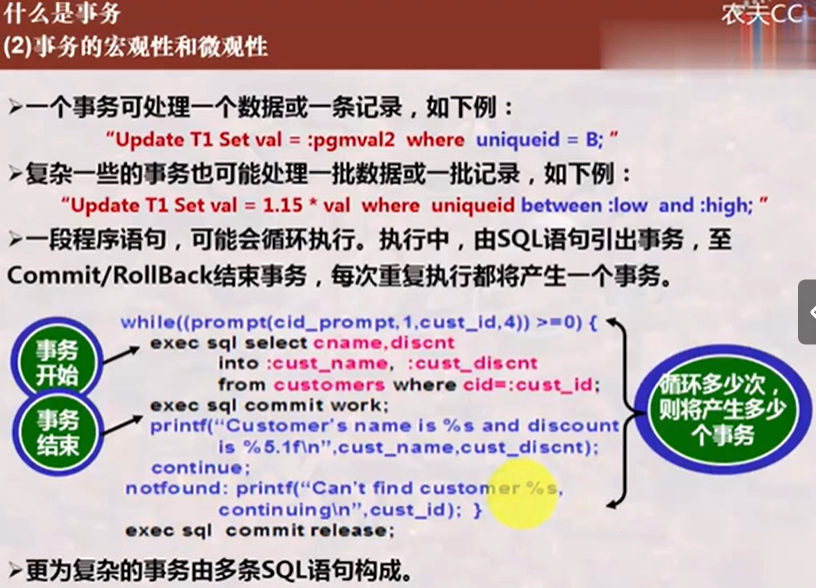 什么是事务
农夫CC
(2)事务的宏观性和微观性
➢一个事务可处理一个数据或一条记录，如下例：
“Update T1 Set val = :pgmval2 where uniqueid = B; ”
➢复杂一些的事务也可能处理一批数据或一批记录，如下例：
“Update T1 Set val = 1.15 * val where uniqueid between :low and :high; ”
➢一段程序语句，可能会循环执行。执行中，由SQL语句引出事务，至
Commit/RollBack结束事务，每次重复执行都将产生一个事务。
while((prompt(cid_prompt,1,cust_id,4)) >=0) {
exec sql select cname,discnt
into :cust_name, :cust_discnt
from customers where cid=:cust_id;
exec sql commit work;
printf(“Customer’s name is %s and discount
is %5.1f\n”,cust_name,cust_discnt);
continue;
notfound: printf(“Can’t find customer %s,
continuing\n”,cust_id); }
exec sql commit release;
事务
开始
事务
结束
循环多少次，
则将产生多少
个事务
➢更为复杂的事务由多条SQL语句构成。